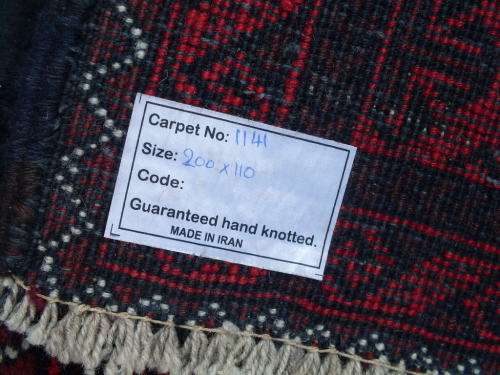 Carpet No: 1141
Size: 200 x 110
Code:
Guaranteed hand knotted.
MADE IN IRAN